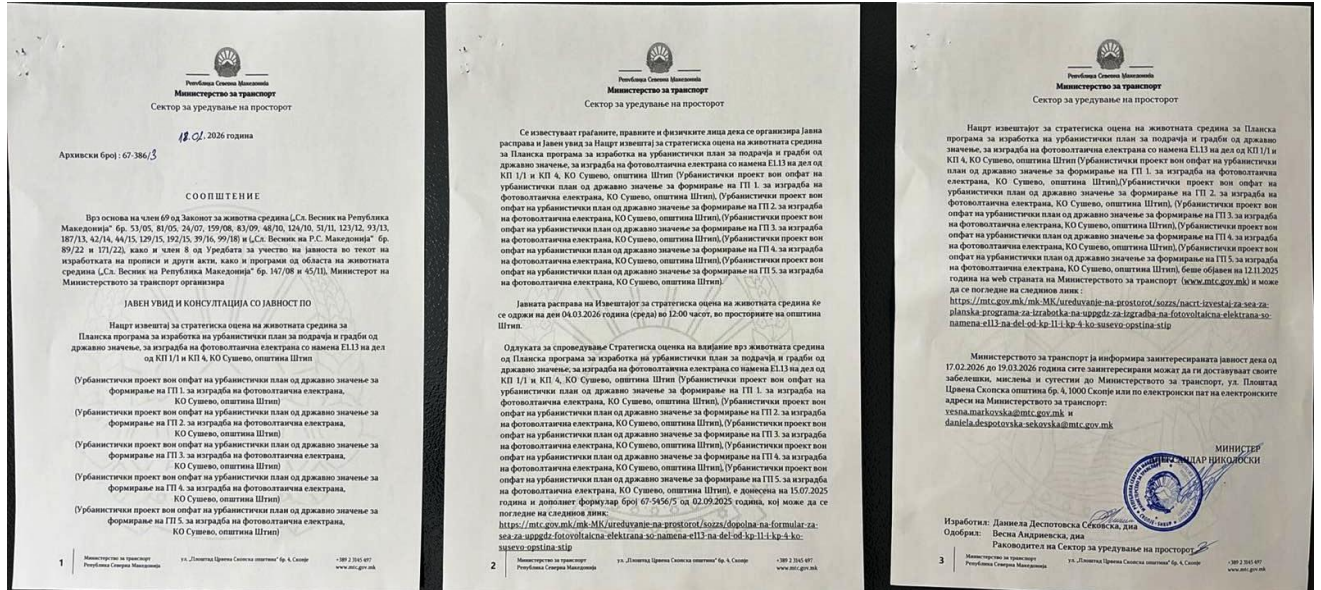 Република Северна Македонија
Министерство за транспорт
Сектор за уредување на просторот
18.02. 2026 година
Архивски број : 67-386/3
С О О П Ш Т Е Н И Е
Врз основа на член 69 од Законот за животна средина („Сл. Весник на Република
Македонија“ бр. 53/05, 81/05, 24/07, 159/08, 83/09, 48/10, 124/10, 51/11, 123/12, 93/13,
187/13, 42/14, 44/15, 129/15, 192/15, 39/16, 99/18) и („Сл. Весник на Р.С. Македонија“ бр.
89/22 и 171/22), како и член 8 од Уредбата за учество на јавноста во текот на
изработката на прописи и други акти, како и програми од областа на животната
средина („Сл. Весник на Република Македонија“ бр. 147/08 и 45/11), Министерот на
Министерството за транспорт организира
ЈАВЕН УВИД И КОНСУЛТАЦИЈА СО ЈАВНОСТ ПО
Нацрт извештај за стратегиска оцена на животната средина за
Планска програма за изработка на урбанистички план за подрачја и градби од
државно значење, за изградба на фотоволтаична електрана со намена Е1.13 на дел
од КП 1/1 и КП 4, КО Сушево, општина Штип
(Урбанистички проект вон опфат на урбанистички план од државно значење за
формирање на ГП 1. за изградба на фотоволтаична електрана,
КО Сушево, општина Штип)
(Урбанистички проект вон опфат на урбанистички план од државно значење за
формирање на ГП 2. за изградба на фотоволтаична електрана,
КО Сушево, општина Штип)
(Урбанистички проект вон опфат на урбанистички план од државно значење за
формирање на ГП 3. за изградба на фотоволтаична електрана,
КО Сушево, општина Штип)
(Урбанистички проект вон опфат на урбанистички план од државно значење за
формирање на ГП 4. за изградба на фотоволтаична електрана,
КО Сушево, општина Штип)
(Урбанистички проект вон опфат на урбанистички план од државно значење за
формирање на ГП 5. за изградба на фотоволтаична електрана,
КО Сушево, општина Штип)
1
Министерство за транспорт
Република Северна Македонија
ул. „Плоштад Црвена Скопска општина“ бр. 4, Скопје
+389 2 3145 497
www.mtc.gov.mk
Република Северна Македонија
Министерство за транспорт
Сектор за уредување на просторот
Се известуваат граѓаните, правните и физичките лица дека се организира Јавна
расправа и Јавен увид за Нацрт извештај за стратегиска оцена на животната средина
за Планска програма за изработка на урбанистички план за подрачја и градби од
државно значење, за изградба на фотоволтаична електрана со намена Е1.13 на дел од
КП 1/1 и КП 4, КО Сушево, општина Штип (Урбанистички проект вон опфат на
урбанистички план од државно значење за формирање на ГП 1. за изградба на
фотоволтаична електрана, КО Сушево, општина Штип), (Урбанистички проект вон
опфат на урбанистички план од државно значење за формирање на ГП 2. за изградба
на фотоволтаична електрана, КО Сушево, општина Штип),(Урбанистички проект вон
опфат на урбанистички план од државно значење за формирање на ГП 3. за изградба
на фотоволтаична електрана, КО Сушево, општина Штип),(Урбанистички проект вон
опфат на урбанистички план од државно значење за формирање на ГП 4. за изградба
на фотоволтаична електрана, КО Сушево, општина Штип),(Урбанистички проект вон
опфат на урбанистички план од државно значење за формирање на ГП 5. за изградба
на фотоволтаична електрана, КО Сушево, општина Штип)
Јавната расправа на Извештајот за стратегиска оцена на животната средина ќе
се одржи на ден 04.03.2026 година (среда) во 12:00 часот, во просториите на општина
Штип.
Одлуката за спроведување Стратегиска оценка на влијание врз животната средина
од Планска програма за изработка на урбанистички план за подрачја и градби од
државно значење, за изградба на фотоволтаична електрана со намена Е1.13 на дел од
КП 1/1 и КП 4, КО Сушево, општина Штип (Урбанистички проект вон опфат на
урбанистички план од државно значење за формирање на ГП 1. за изградба на
фотоволтаична електрана, КО Сушево, општина Штип), (Урбанистички проект вон
опфат на урбанистички план од државно значење за формирање на ГП 2. за изградба
на фотоволтаична електрана, КО Сушево, општина Штип), (Урбанистички проект вон
опфат на урбанистички план од државно значење за формирање на ГП 3. за изградба
на фотоволтаична електрана, КО Сушево, општина Штип), (Урбанистички проект вон
опфат на урбанистички план од државно значење за формирање на ГП 4. за изградба
на фотоволтаична електрана, КО Сушево, општина Штип), (Урбанистички проект вон
опфат на урбанистички план од државно значење за формирање на ГП 5. за изградба
на фотоволтаична електрана, КО Сушево, општина Штип), е донесена на 15.07.2025
година и дополнет формулар број 67-5456/5 од 02.09.2025 година, кој може да се
погледне на следниов линк:
https://mtc.gov.mk/mk-MK/ureduvanje-na-prostorot/sozzs/dopolna-na-formular-za-
sea-za-uppgdz-fotovoltaicna-elektrana-so-namena-e113-na-del-od-kp-11-i-kp-4-ko-
susevo-opstina-stip
2
Министерство за транспорт
Република Северна Македонија
ул. „Плоштад Црвена Скопска општина“ бр. 4, Скопје
+389 2 3145 497
www.mtc.gov.mk
Република Северна Македонија
Министерство за транспорт
Сектор за уредување на просторот
Нацрт извештајот за стратегиска оцена на животната средина за Планска
програма за изработка на урбанистички план за подрачја и градби од државно
значење, за изградба на фотоволтаична електрана со намена Е1.13 на дел од КП 1/1 и
КП 4, КО Сушево, општина Штип (Урбанистички проект вон опфат на урбанистички
план од државно значење за формирање на ГП 1. за изградба на фотоволтаична
електрана, КО Сушево, општина Штип),(Урбанистички проект вон опфат на
урбанистички план од државно значење за формирање на ГП 2. за изградба на
фотоволтаична електрана, КО Сушево, општина Штип),(Урбанистички проект вон
опфат на урбанистички план од државно значење за формирање на ГП 3. за изградба
на фотоволтаична електрана, КО Сушево, општина Штип),(Урбанистички проект вон
опфат на урбанистички план од државно значење за формирање на ГП 4. за изградба
на фотоволтаична електрана, КО Сушево, општина Штип),(Урбанистички проект вон
опфат на урбанистички план од државно значење за формирање на ГП 5. за изградба
на фотоволтаична електрана, КО Сушево, општина Штип), беше објавен на 12.11.2025
година на web страната на Министерството за транспорт (www.mtc.gov.mk) и може
да се погледне на следниов линк :
https://mtc.gov.mk/mk-MK/ureduvanje-na-prostorot/sozzs/nacrt-izvestaj-za-sea-za-
planska-programa-za-izrabotka-na-uppgdz-za-izgradba-na-fotovoltaicna-elektrana-so-
namena-e113-na-del-od-kp-11-i-kp-4-ko-susevo-opstina-stip
Министерството за транспорт ја информира заинтересираната јавност дека од
17.02.2026 до 19.03.2026 година сите заинтересирани можат да ги доставуваат своите
забелешки, мислења и сугестии до Министерството за транспорт, ул. Плоштад
Црвена Скопска општина бр. 4, 1000 Скопје или по електронски пат на електронските
адреси на Министерството за транспорт:
vesna.markovska@mtc.gov.mk и
daniela.despotovska-sekovska@mtc.gov.mk
МИНИСТЕР
АЛЕКСАНДАР НИКОЛОСКИ
Изработил: Даниела Деспотовска Сековска, диа
Одобрил: Весна Андриевска, диа
Раководител на Сектор за уредување на просторот
3
Министерство за транспорт
Република Северна Македонија
ул. „Плоштад Црвена Скопска општина“ бр. 4, Скопје
+389 2 3145 497
www.mtc.gov.mk